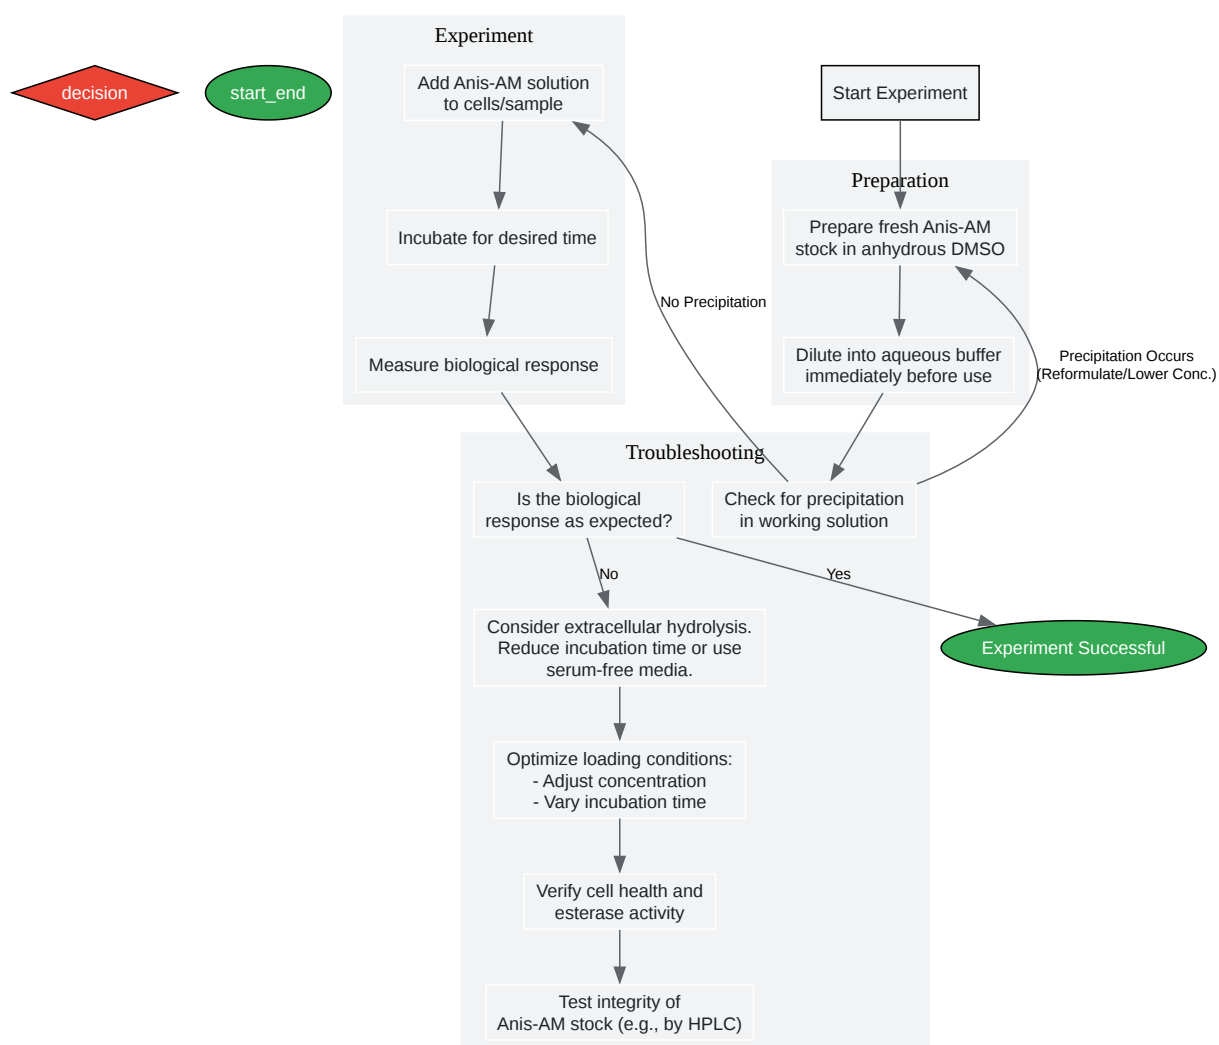 decision
start_end
Experiment
Add Anis-AM solution
to cells/sample
Incubate for desired time
Measure biological response
Start Experiment
Preparation
Prepare fresh Anis-AM
stock in anhydrous DMSO
Dilute into aqueous buffer
immediately before use
No Precipitation
Precipitation Occurs
(Reformulate/Lower Conc.)
Troubleshooting
Is the biological
response as expected?
Check for precipitation
in working solution
No
Yes
Consider extracellular hydrolysis.
Reduce incubation time or use
serum-free media.
Experiment Successful
Optimize loading conditions:
- Adjust concentration
- Vary incubation time
Verify cell health and
esterase activity
Test integrity of
Anis-AM stock (e.g., by HPLC)